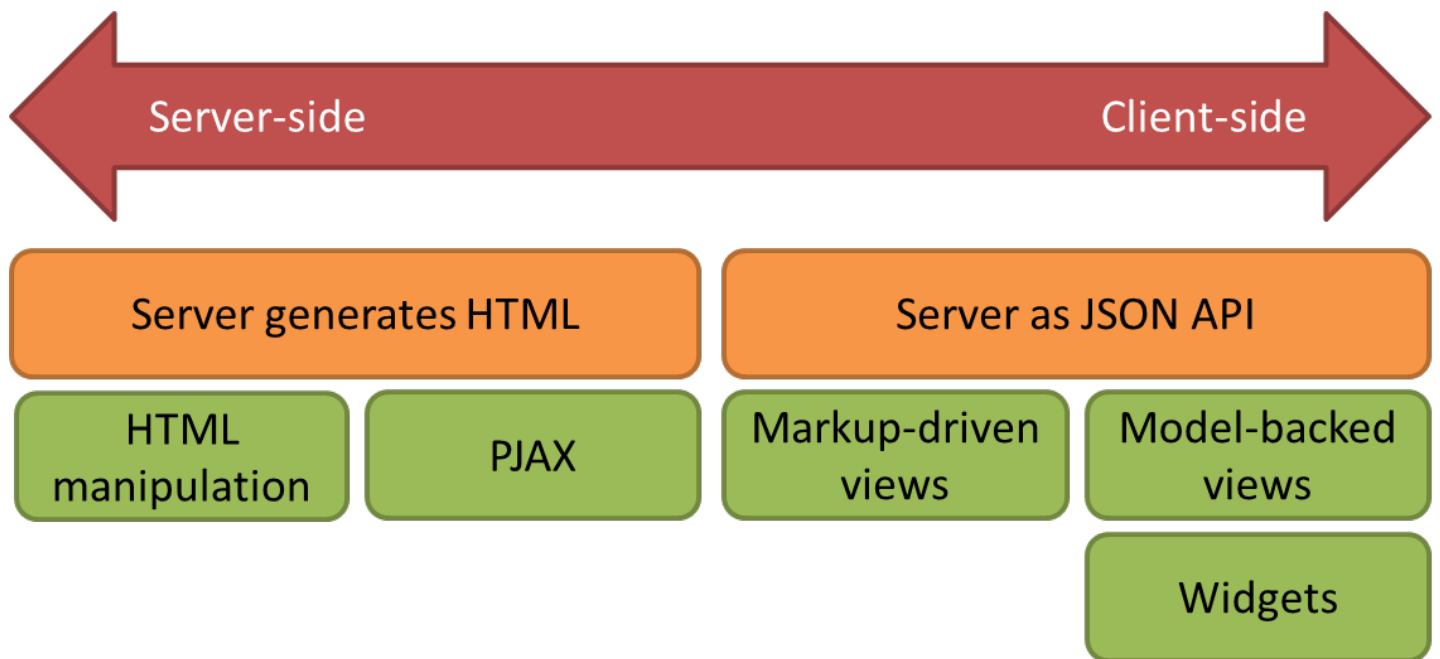 Server-side
Client-side
Server generates HTML
Server as JSON API
HTML
manipulation
PJAX
Markup-driven
views
Model-backed
views
Widgets